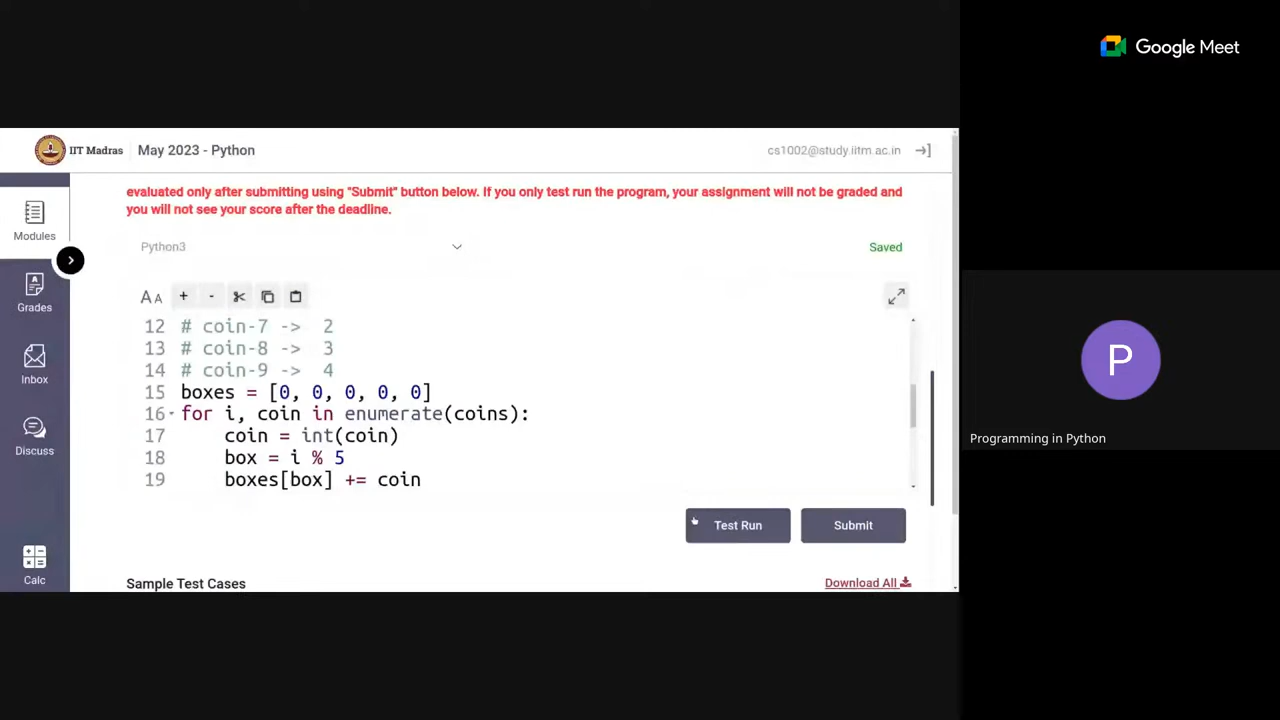 Google Meet
IIT Madras
May 2023 - Python
cs1002@study.iitm.ac.in
evaluated only after submitting using "Submit" button below. If you only test run the program, your assignment will not be graded and
you will not see your score after the deadline.
Modules
Python3
Saved
Grades
AA + -
12 # coin-7 -> 2
13 # coin-8 -> 3
14 # coin-9 -> 4
15 boxes = [0, 0, 0, 0, 0]
16 for i, coin in enumerate(coins):
17 coin = int(coin)
18 box = i % 5
19 boxes[box] += coin
Inbox
Discuss
P
Programming in Python
Test Run
Submit
Calc
Sample Test Cases
Download All